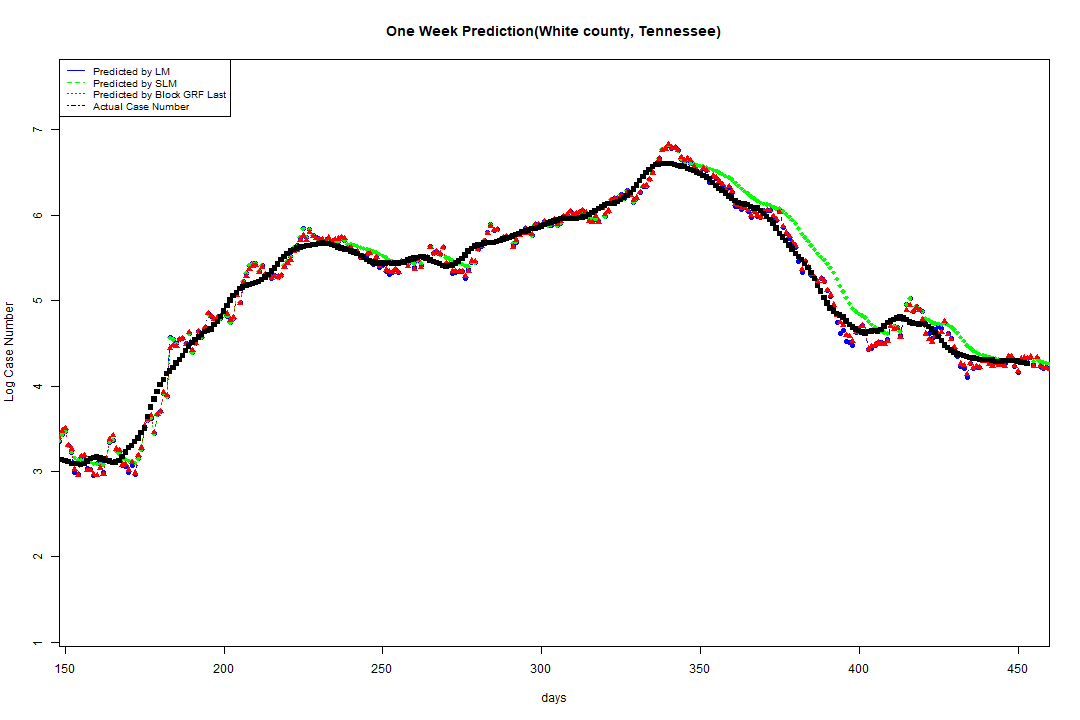 One Week Prediction(White county, Tennessee)
Predicted by LM
Predicted by SLM
Predicted by Block GRF Last
Actual Case Number
Log Case Number
7
6
5
4
3
2
1
150 200 250 300 350 400 450
days